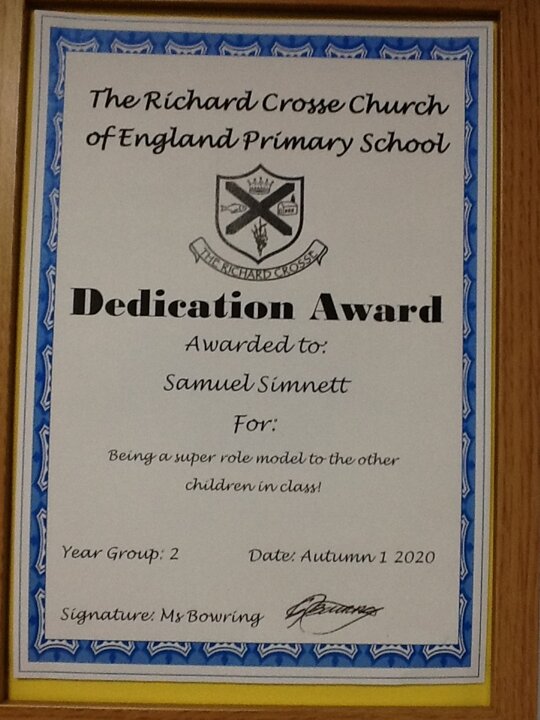 The Richard Crosse Church
of England Primary School
THE RICHARD CROSSE
Dedication Award
Awarded to:
Samuel Simnett
For:
Being a super role model to the other
children in class!
Year Group: 2 Date: Autumn 1 2020
Signature: Ms Bowring